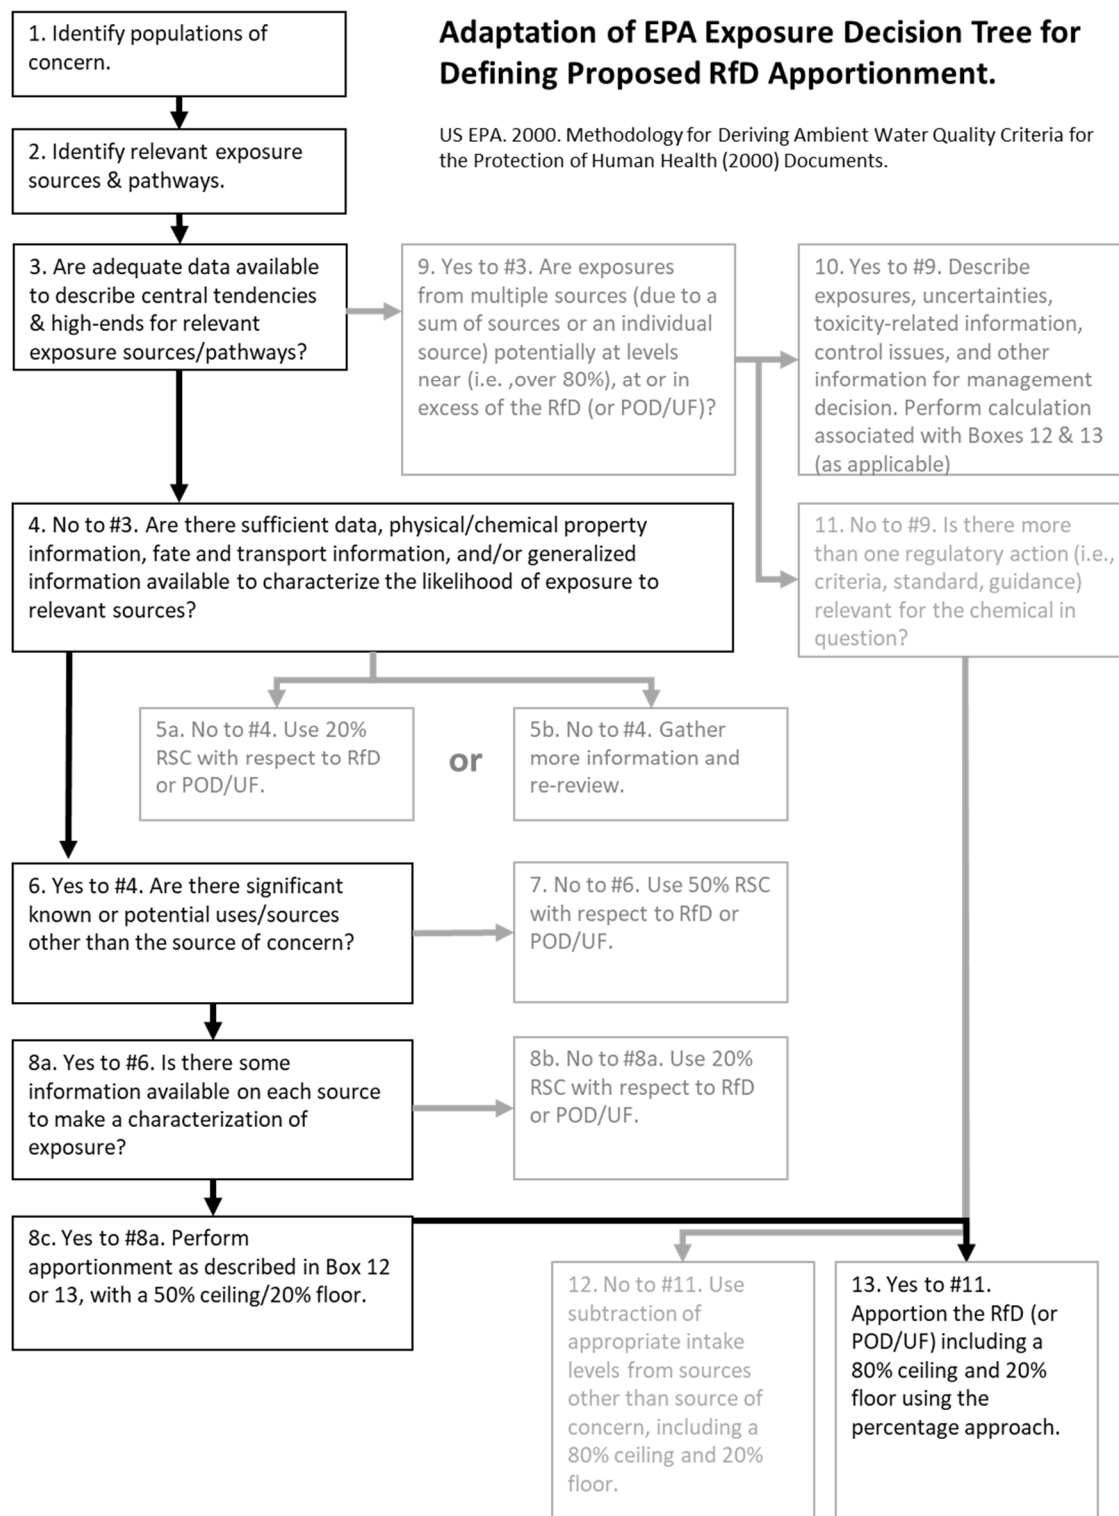 Adaptation of EPA Exposure Decision Tree for
Defining Proposed RfD Apportionment.
US EPA. 2000. Methodology for Deriving Ambient Water Quality Criteria for
the Protection of Human Health (2000) Documents.
1. Identify populations of
concern.
2. Identify relevant exposure
sources & pathways.
3. Are adequate data available
to describe central tendencies
& high-ends for relevant
exposure sources/pathways?
9. Yes to #3. Are exposures
from multiple sources (due to a
sum of sources or an individual
source) potentially at levels
near (i.e. ,over 80%), at or in
excess of the RfD (or POD/UF)?
10. Yes to #9. Describe
exposures, uncertainties,
toxicity-related information,
control issues, and other
information for management
decision. Perform calculation
associated with Boxes 12 & 13
(as applicable)
4. No to #3. Are there sufficient data, physical/chemical property
information, fate and transport information, and/or generalized
information available to characterize the likelihood of exposure to
relevant sources?
11. No to #9. Is there more
than one regulatory action (i.e.,
criteria, standard, guidance)
relevant for the chemical in
question?
5a. No to #4. Use 20%
RSC with respect to RfD
or POD/UF.
or
5b. No to #4. Gather
more information and
re-review.
6. Yes to #4. Are there significant
known or potential uses/sources
other than the source of concern?
7. No to #6. Use 50% RSC
with respect to RfD or
POD/UF.
8a. Yes to #6. Is there some
information available on each source
to make a characterization of
exposure?
8b. No to #8a. Use 20%
RSC with respect to RfD
or POD/UF.
8c. Yes to #8a. Perform
apportionment as described in Box 12
or 13, with a 50% ceiling/20% floor.
12. No to #11. Use
subtraction of
appropriate intake
levels from sources
other than source of
concern, including a
80% ceiling and 20%
floor.
13. Yes to #11.
Apportion the RfD (or
POD/UF) including a
80% ceiling and 20%
floor using the
percentage approach.